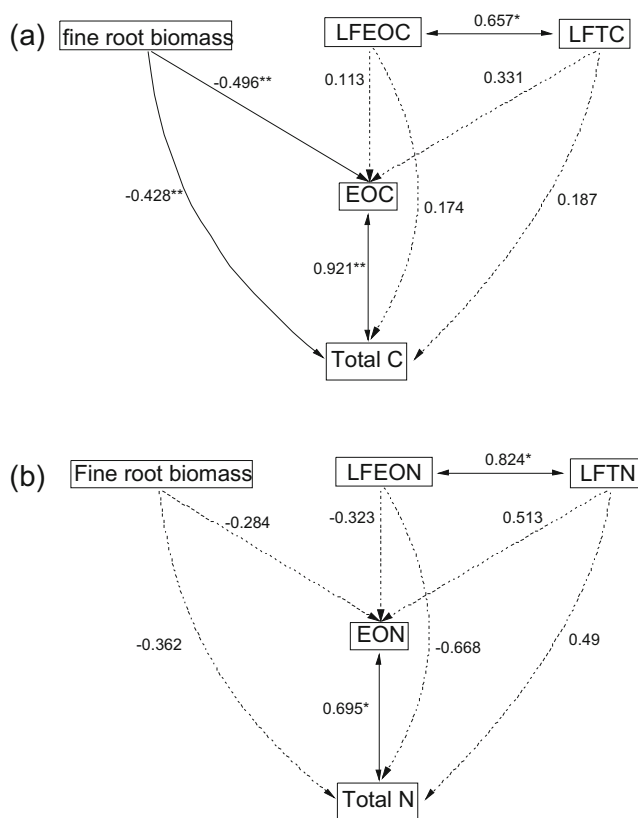 (a)
fine root biomass
LFEOC
0.657*
LFTC
-0.496**
0.113
0.331
-0.428**
EOC
0.174
0.187
0.921**
Total C
(b)
Fine root biomass
LFEON
0.824*
LFTN
-0.284
-0.323
0.513
-0.362
EON
-0.668
0.49
0.695*
Total N